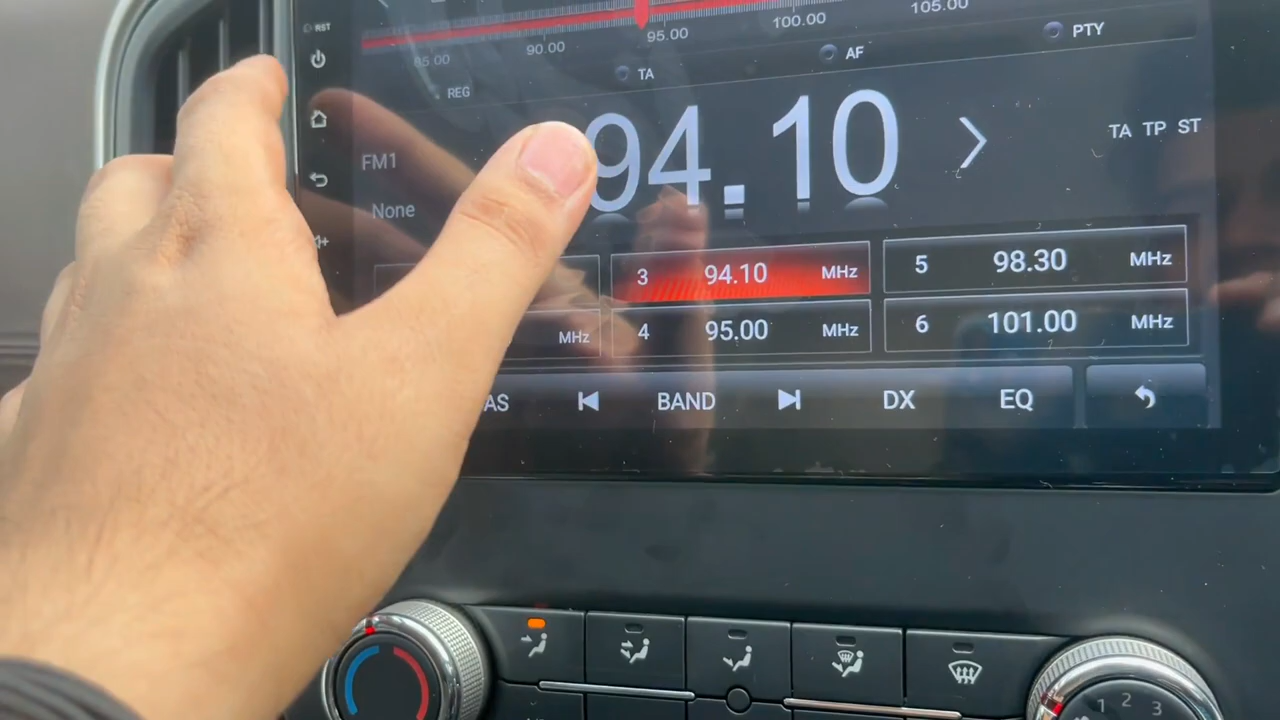 RST
85.00 90.00 95.00 100.00 105.00
REG TA AF PTY
FM1
None
94.10
TA TP ST
3 94.10 MHz
5 98.30 MHz
MHz
4 95.00 MHz
6 101.00 MHz
AS BAND DX EQ
1 2 3